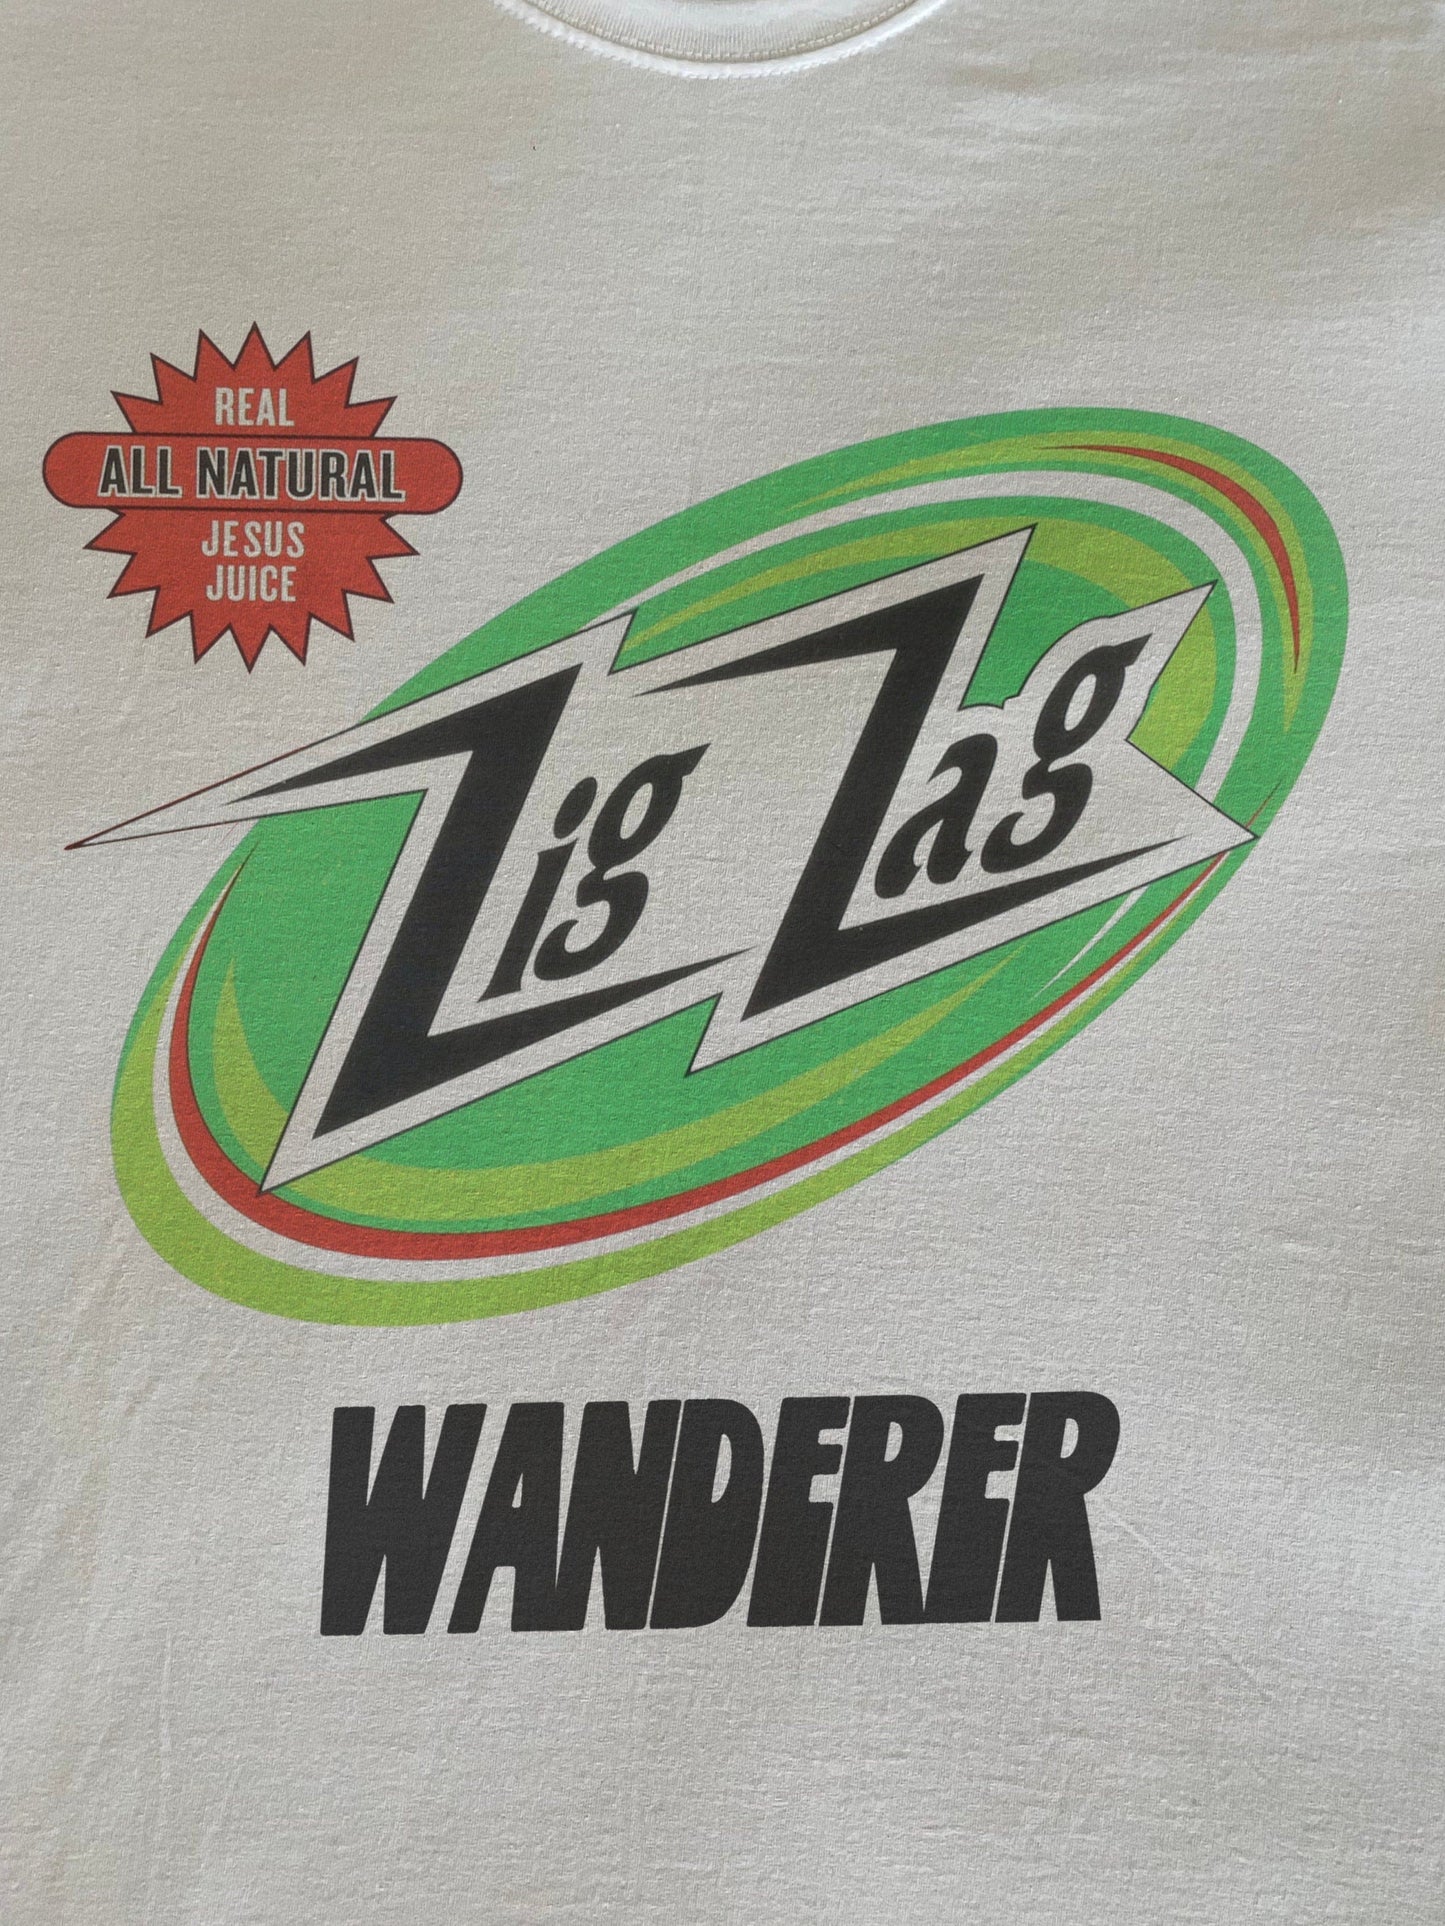 REAL
ALL NATURAL
JESUS
JUICE
Zig Zag
WANDERER